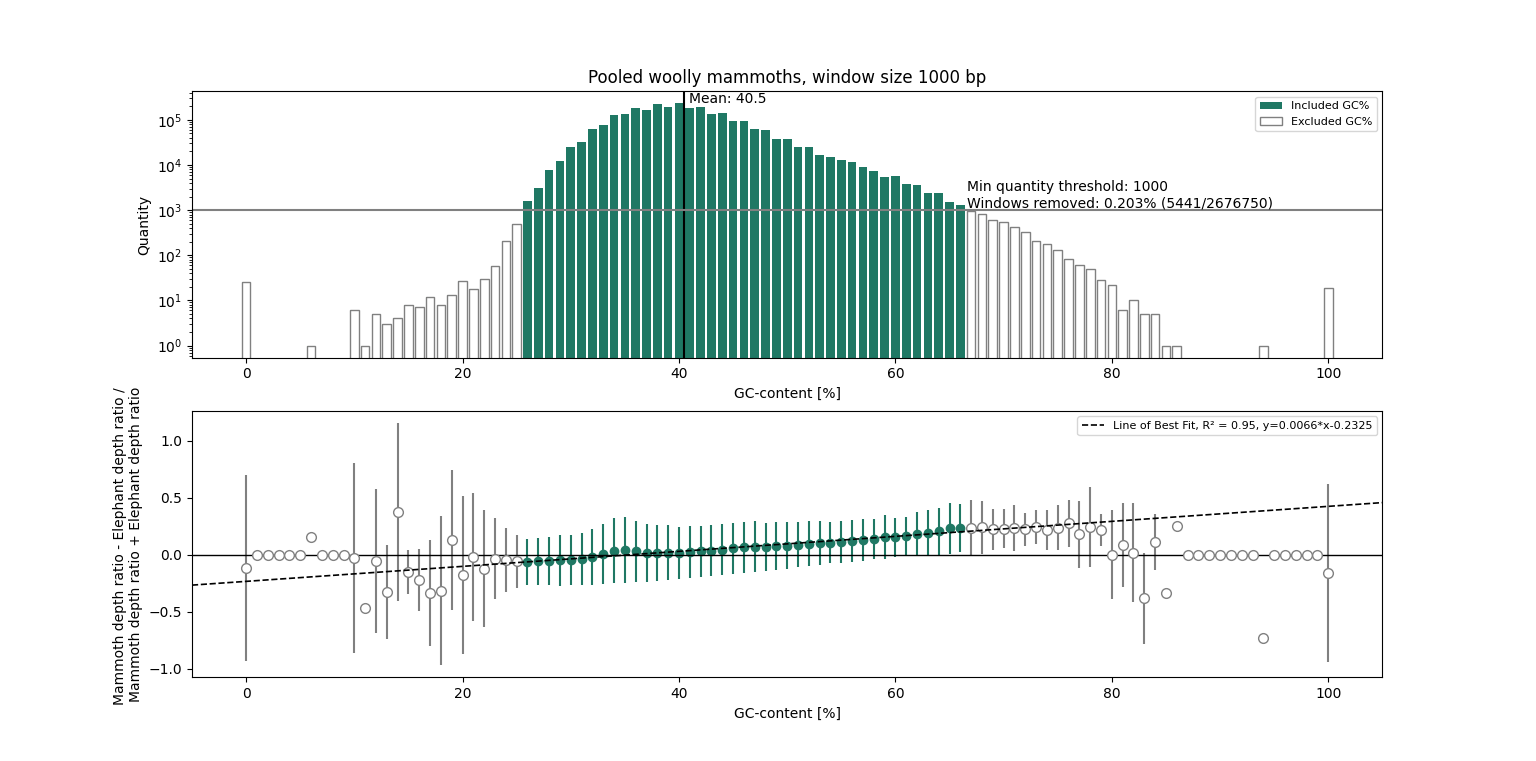 Pooled woolly mammoths, window size 1000 bp
Mean: 40.5
Included GC%
Excluded GC%
Min quantity threshold: 1000
Windows removed: 0.203% (5441/2676750)
Quantity
10⁵
10⁴
10³
10²
10¹
10⁰
0 20 40 60 80 100
GC-content [%]
Line of Best Fit, R² = 0.95, y=0.0066*x-0.2325
Mammoth depth ratio - Elephant depth ratio /
Mammoth depth ratio + Elephant depth ratio
1.0
0.5
0.0
−0.5
−1.0
0 20 40 60 80 100
GC-content [%]